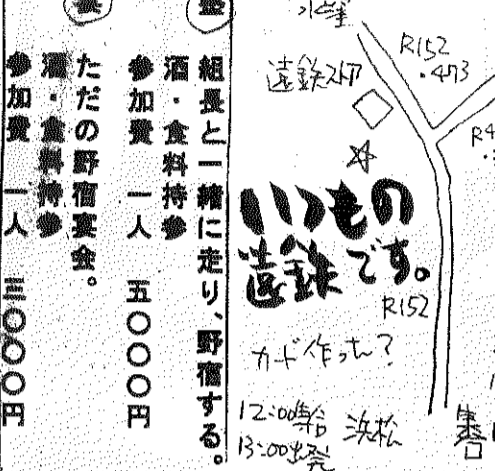 組長と一緒に走り、野宿する。
酒・食料持参
参加費 一人 五〇〇〇円
ただの野宿宴会。
酒・食料持参
参加費 一人 三〇〇〇円
R152
・473
遠鉄ストア
いつもの
遠鉄です。
R152
カード作った?
12:00集合
13:00出発
浜松